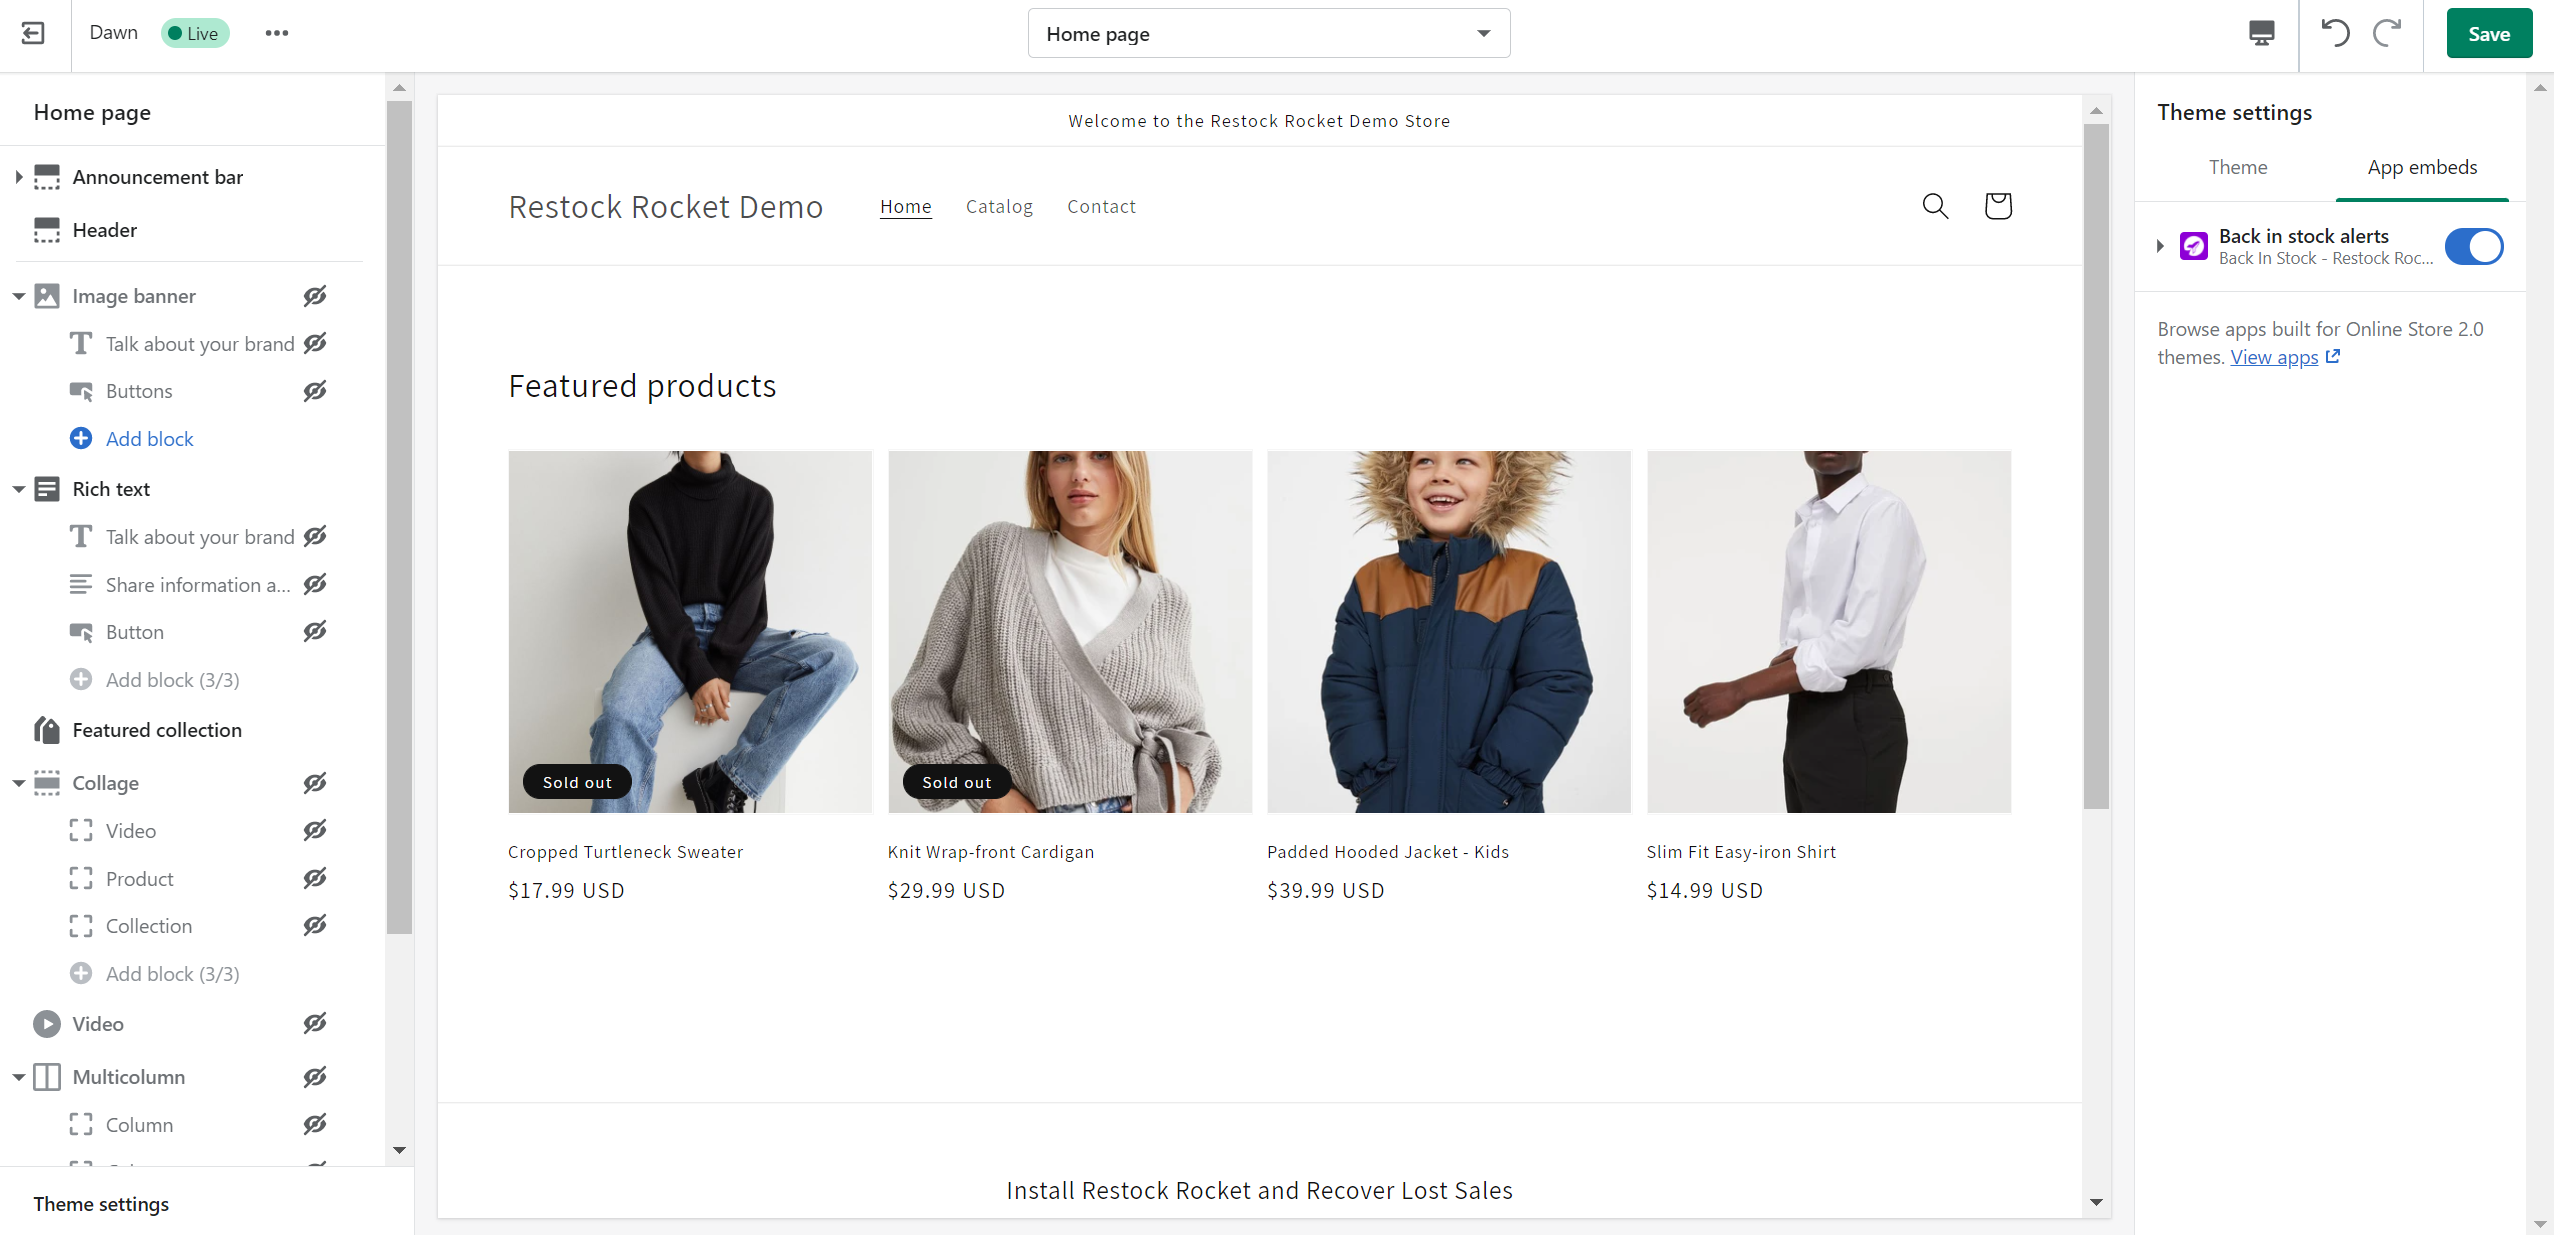 Dawn
Live
Home page
Save
Home page
Announcement bar
Header
Image banner
Talk about your brand
Buttons
Add block
Rich text
Talk about your brand
Share information a...
Button
Add block (3/3)
Featured collection
Collage
Video
Product
Collection
Add block (3/3)
Video
Multicolumn
Column
Theme settings
Welcome to the Restock Rocket Demo Store
Restock Rocket Demo
Home
Catalog
Contact
Featured products
Sold out
Sold out
Cropped Turtleneck Sweater
$17.99 USD
Knit Wrap-front Cardigan
$29.99 USD
Padded Hooded Jacket - Kids
$39.99 USD
Slim Fit Easy-iron Shirt
$14.99 USD
Install Restock Rocket and Recover Lost Sales
Theme settings
Theme
App embeds
Back in stock alerts
Back In Stock - Restock Roc...
Browse apps built for Online Store 2.0
themes. View apps